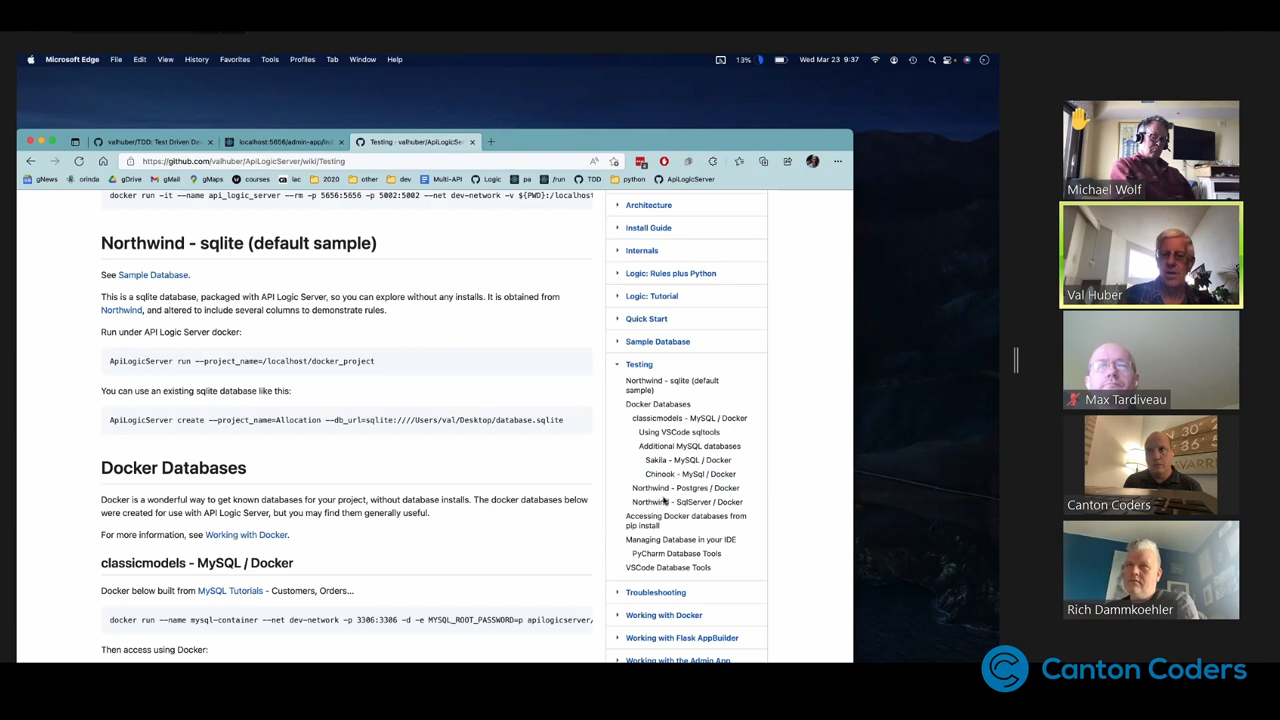 Microsoft Edge File Edit View History Favorites Tools Profiles Tab Window Help
13% Wed Mar 23 9:37
valhuber/TDD: Test Driven De
localhost:5656/admin-app/ind
Testing · valhuber/ApiLogicSe
https://github.com/valhuber/ApiLogicServer/wiki/Testing
gNews orinda gDrive gMail gMaps courses lac 2020 other dev Multi-API Logic pa /run TDD python ApiLogicServer
docker run -it --name api_logic_server --rm -p 5656:5656 -p 5002:5002 --net dev-network -v ${PWD}:/localhost
Northwind - sqlite (default sample)
See Sample Database.
This is a sqlite database, packaged with API Logic Server, so you can explore without any installs. It is obtained from
Northwind, and altered to include several columns to demonstrate rules.
Run under API Logic Server docker:
ApiLogicServer run --project_name=/localhost/docker_project
You can use an existing sqlite database like this:
ApiLogicServer create --project_name=Allocation --db_url=sqlite:////Users/val/Desktop/database.sqlite
Docker Databases
Docker is a wonderful way to get known databases for your project, without database installs. The docker databases below
were created for use with API Logic Server, but you may find them generally useful.
For more information, see Working with Docker.
classicmodels - MySQL / Docker
Docker below built from MySQL Tutorials - Customers, Orders...
docker run --name mysql-container --net dev-network -p 3306:3306 -d -e MYSQL_ROOT_PASSWORD=p apilogicserver/
Then access using Docker:
Architecture
Install Guide
Internals
Logic: Rules plus Python
Logic: Tutorial
Quick Start
Sample Database
Testing
Northwind - sqlite (default
sample)
Docker Databases
classicmodels - MySQL / Docker
Using VSCode sqltools
Additional MySQL databases
Sakila - MySQL / Docker
Chinook - MySql / Docker
Northwind - Postgres / Docker
Northwind - SqlServer / Docker
Accessing Docker databases from
pip install
Managing Database in your IDE
PyCharm Database Tools
VSCode Database Tools
Troubleshooting
Working with Docker
Working with Flask AppBuilder
Working with the Admin App
Michael Wolf
Val Huber
Max Tardiveau
Canton Coders
Rich Dammkoehler
Canton Coders